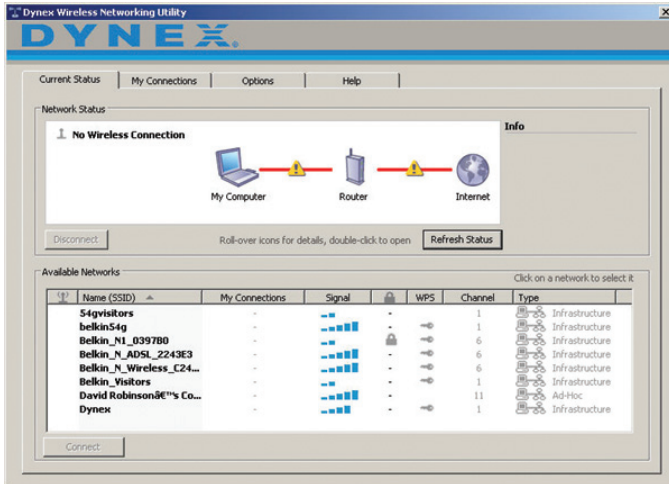 Dynex Wireless Networking Utility
DYNEX.
Current Status My Connections Options Help
Network Status
No Wireless Connection
Info
My Computer Router Internet
Disconnect Roll-over icons for details, double-click to open Refresh Status
Available Networks
Click on a network to select it
Name (SSID) My Connections Signal WPS Channel Type
54gvisitors - - 1 Infrastructure
belkin54g - - 1 Infrastructure
Belkin_N1_0397B0 - 6 Infrastructure
Belkin_N_ADSL_2243E3 - - 6 Infrastructure
Belkin_N_Wireless_C24... - - 6 Infrastructure
Belkin_Visitors - - 1 Infrastructure
David Robinsonâ€™s Co... - - 11 Ad-Hoc
Dynex - - 1 Infrastructure
Connect